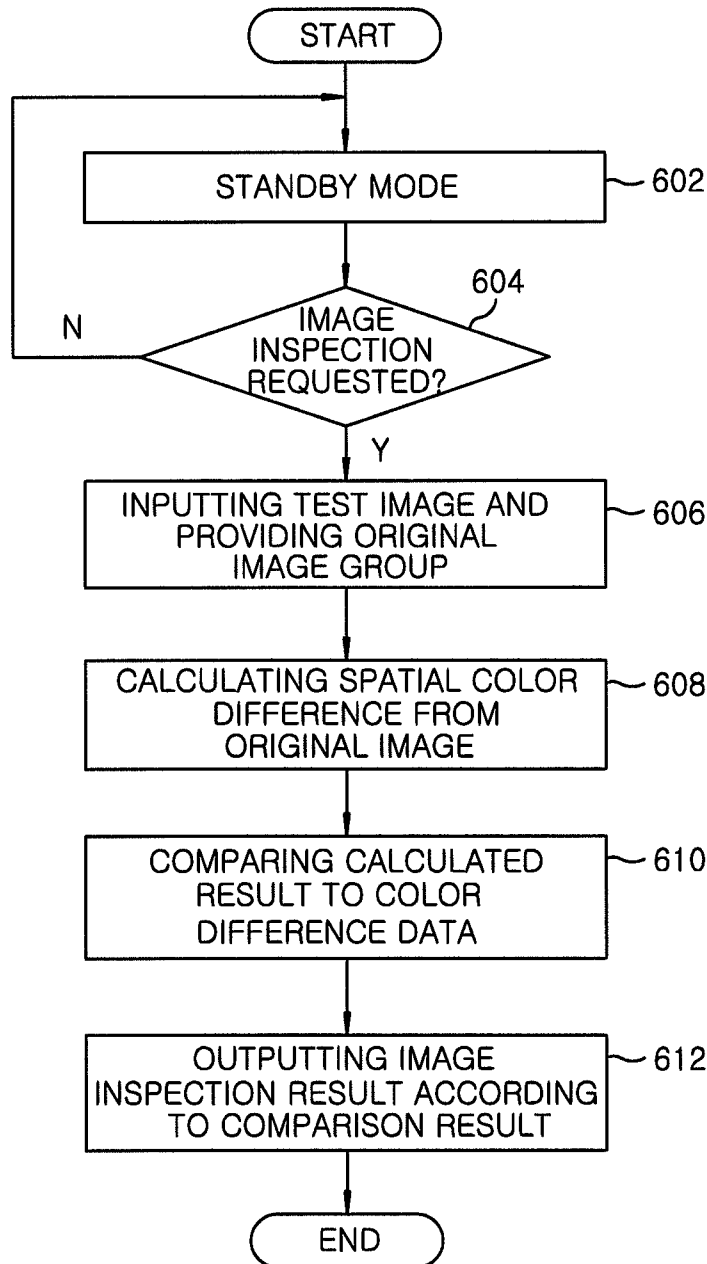 START
STANDBY MODE
602
604
IMAGE
INSPECTION
REQUESTED?
N
Y
INPUTTING TEST IMAGE AND
PROVIDING ORIGINAL
IMAGE GROUP
606
CALCULATING SPATIAL COLOR
DIFFERENCE FROM
ORIGINAL IMAGE
608
COMPARING CALCULATED
RESULT TO COLOR
DIFFERENCE DATA
610
OUTPUTTING IMAGE
INSPECTION RESULT ACCORDING
TO COMPARISON RESULT
612
END